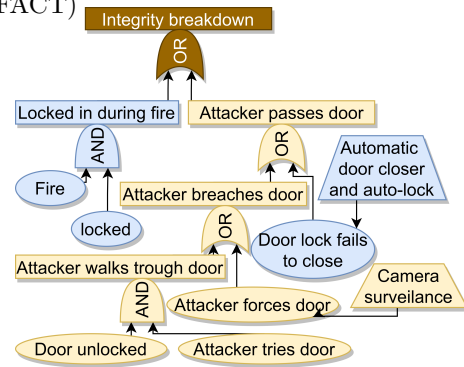 FACT)
Integrity breakdown
OR
Locked in during fire
Attacker passes door
AND
OR
Automatic
door closer
and auto-lock
Fire
Attacker breaches door
locked
OR
Door lock fails
to close
Attacker walks trough door
Camera
surveilance
AND
Attacker forces door
Door unlocked
Attacker tries door